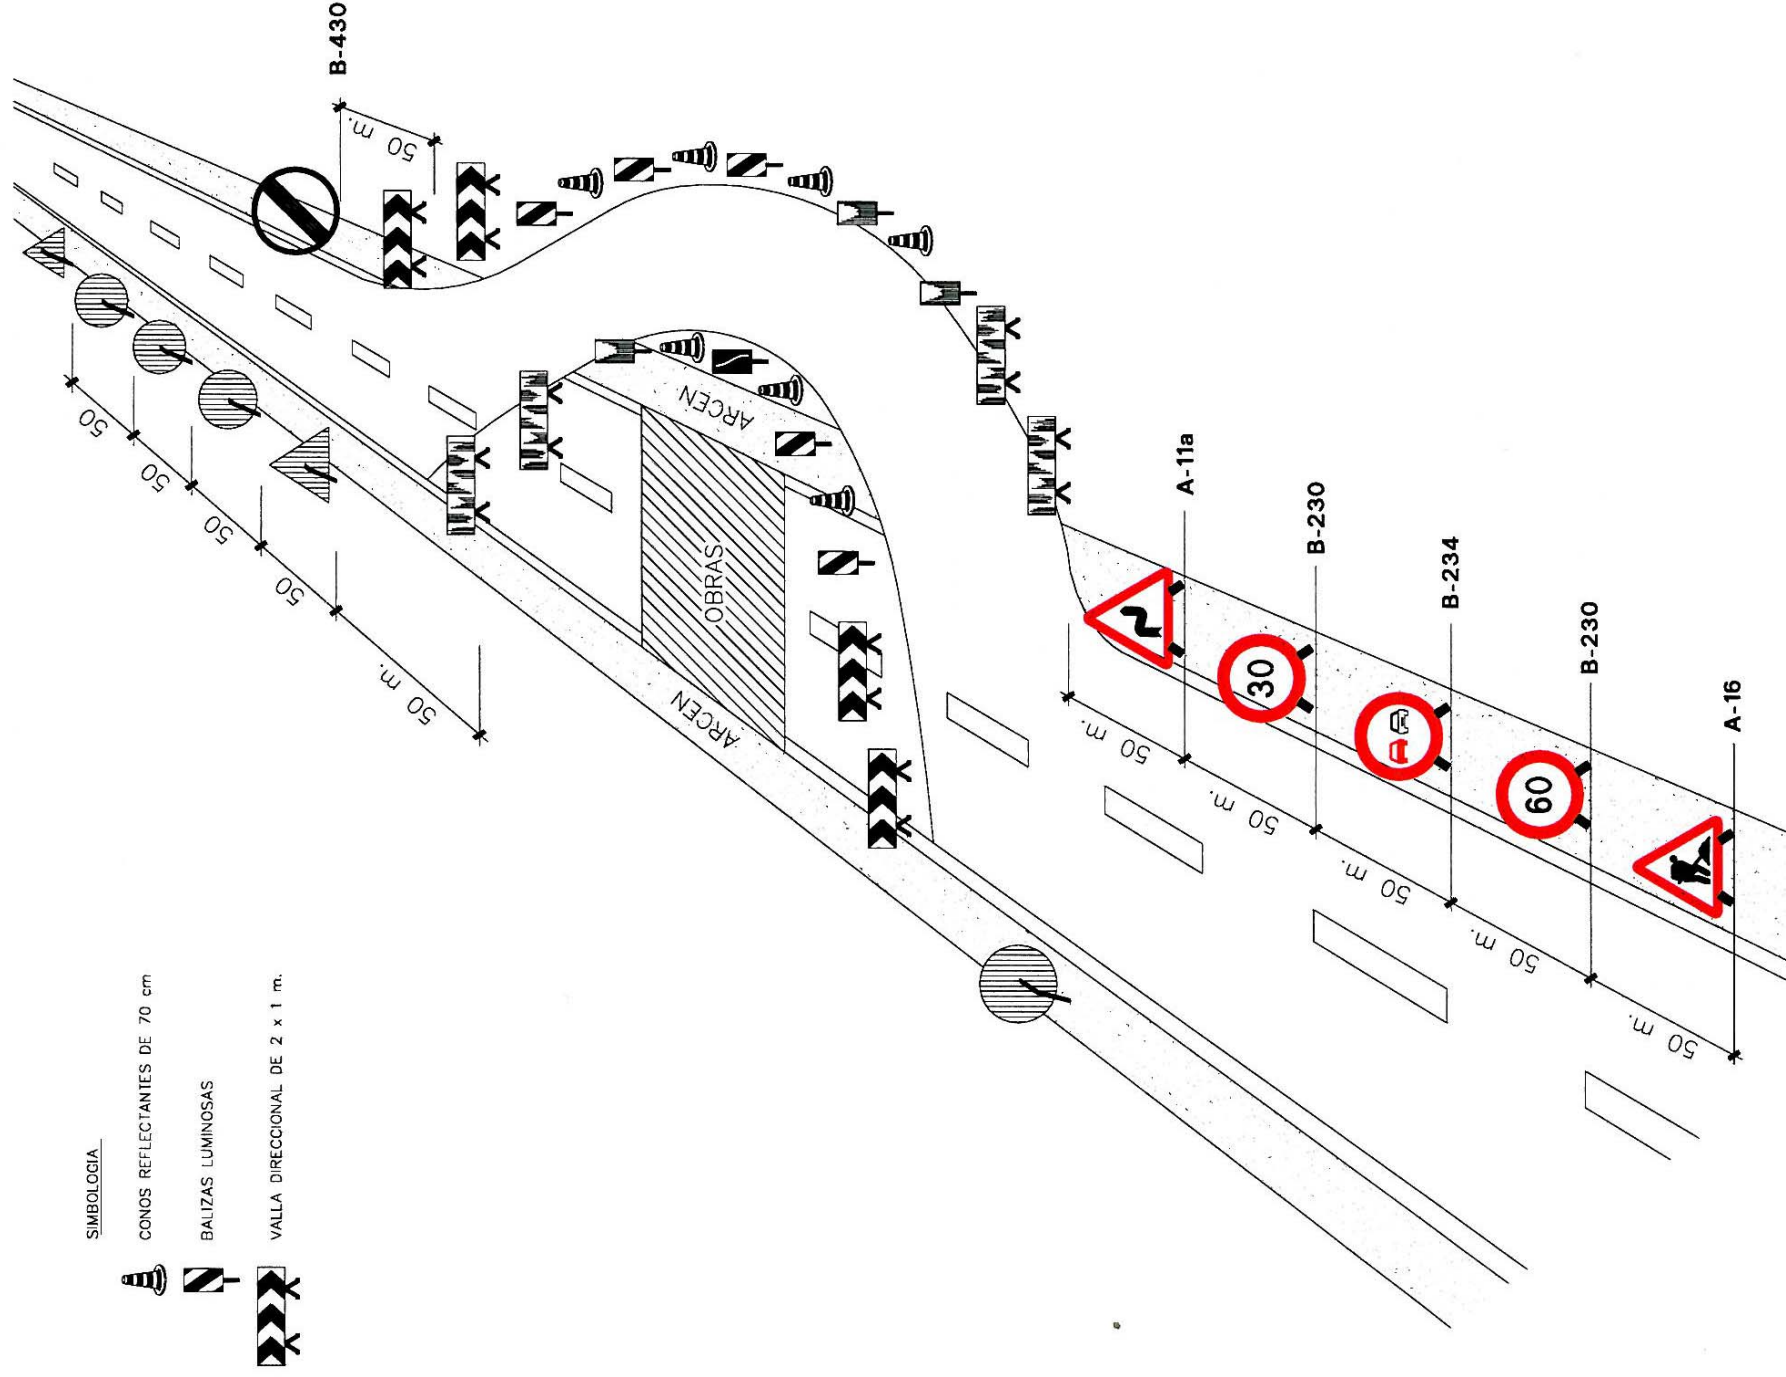 B-430
50 m.
50
50
50
50
50 m.
ARCEN
OBRAS
ARCEN
A-11a
B-230
B-234
B-230
A-16
30
60
50 m.
50 m.
50 m.
50 m.
50 m.
SIMBOLOGIA
CONOS REFLECTANTES DE 70 cm
BALIZAS LUMINOSAS
VALLA DIRECCIONAL DE 2 x 1 m.